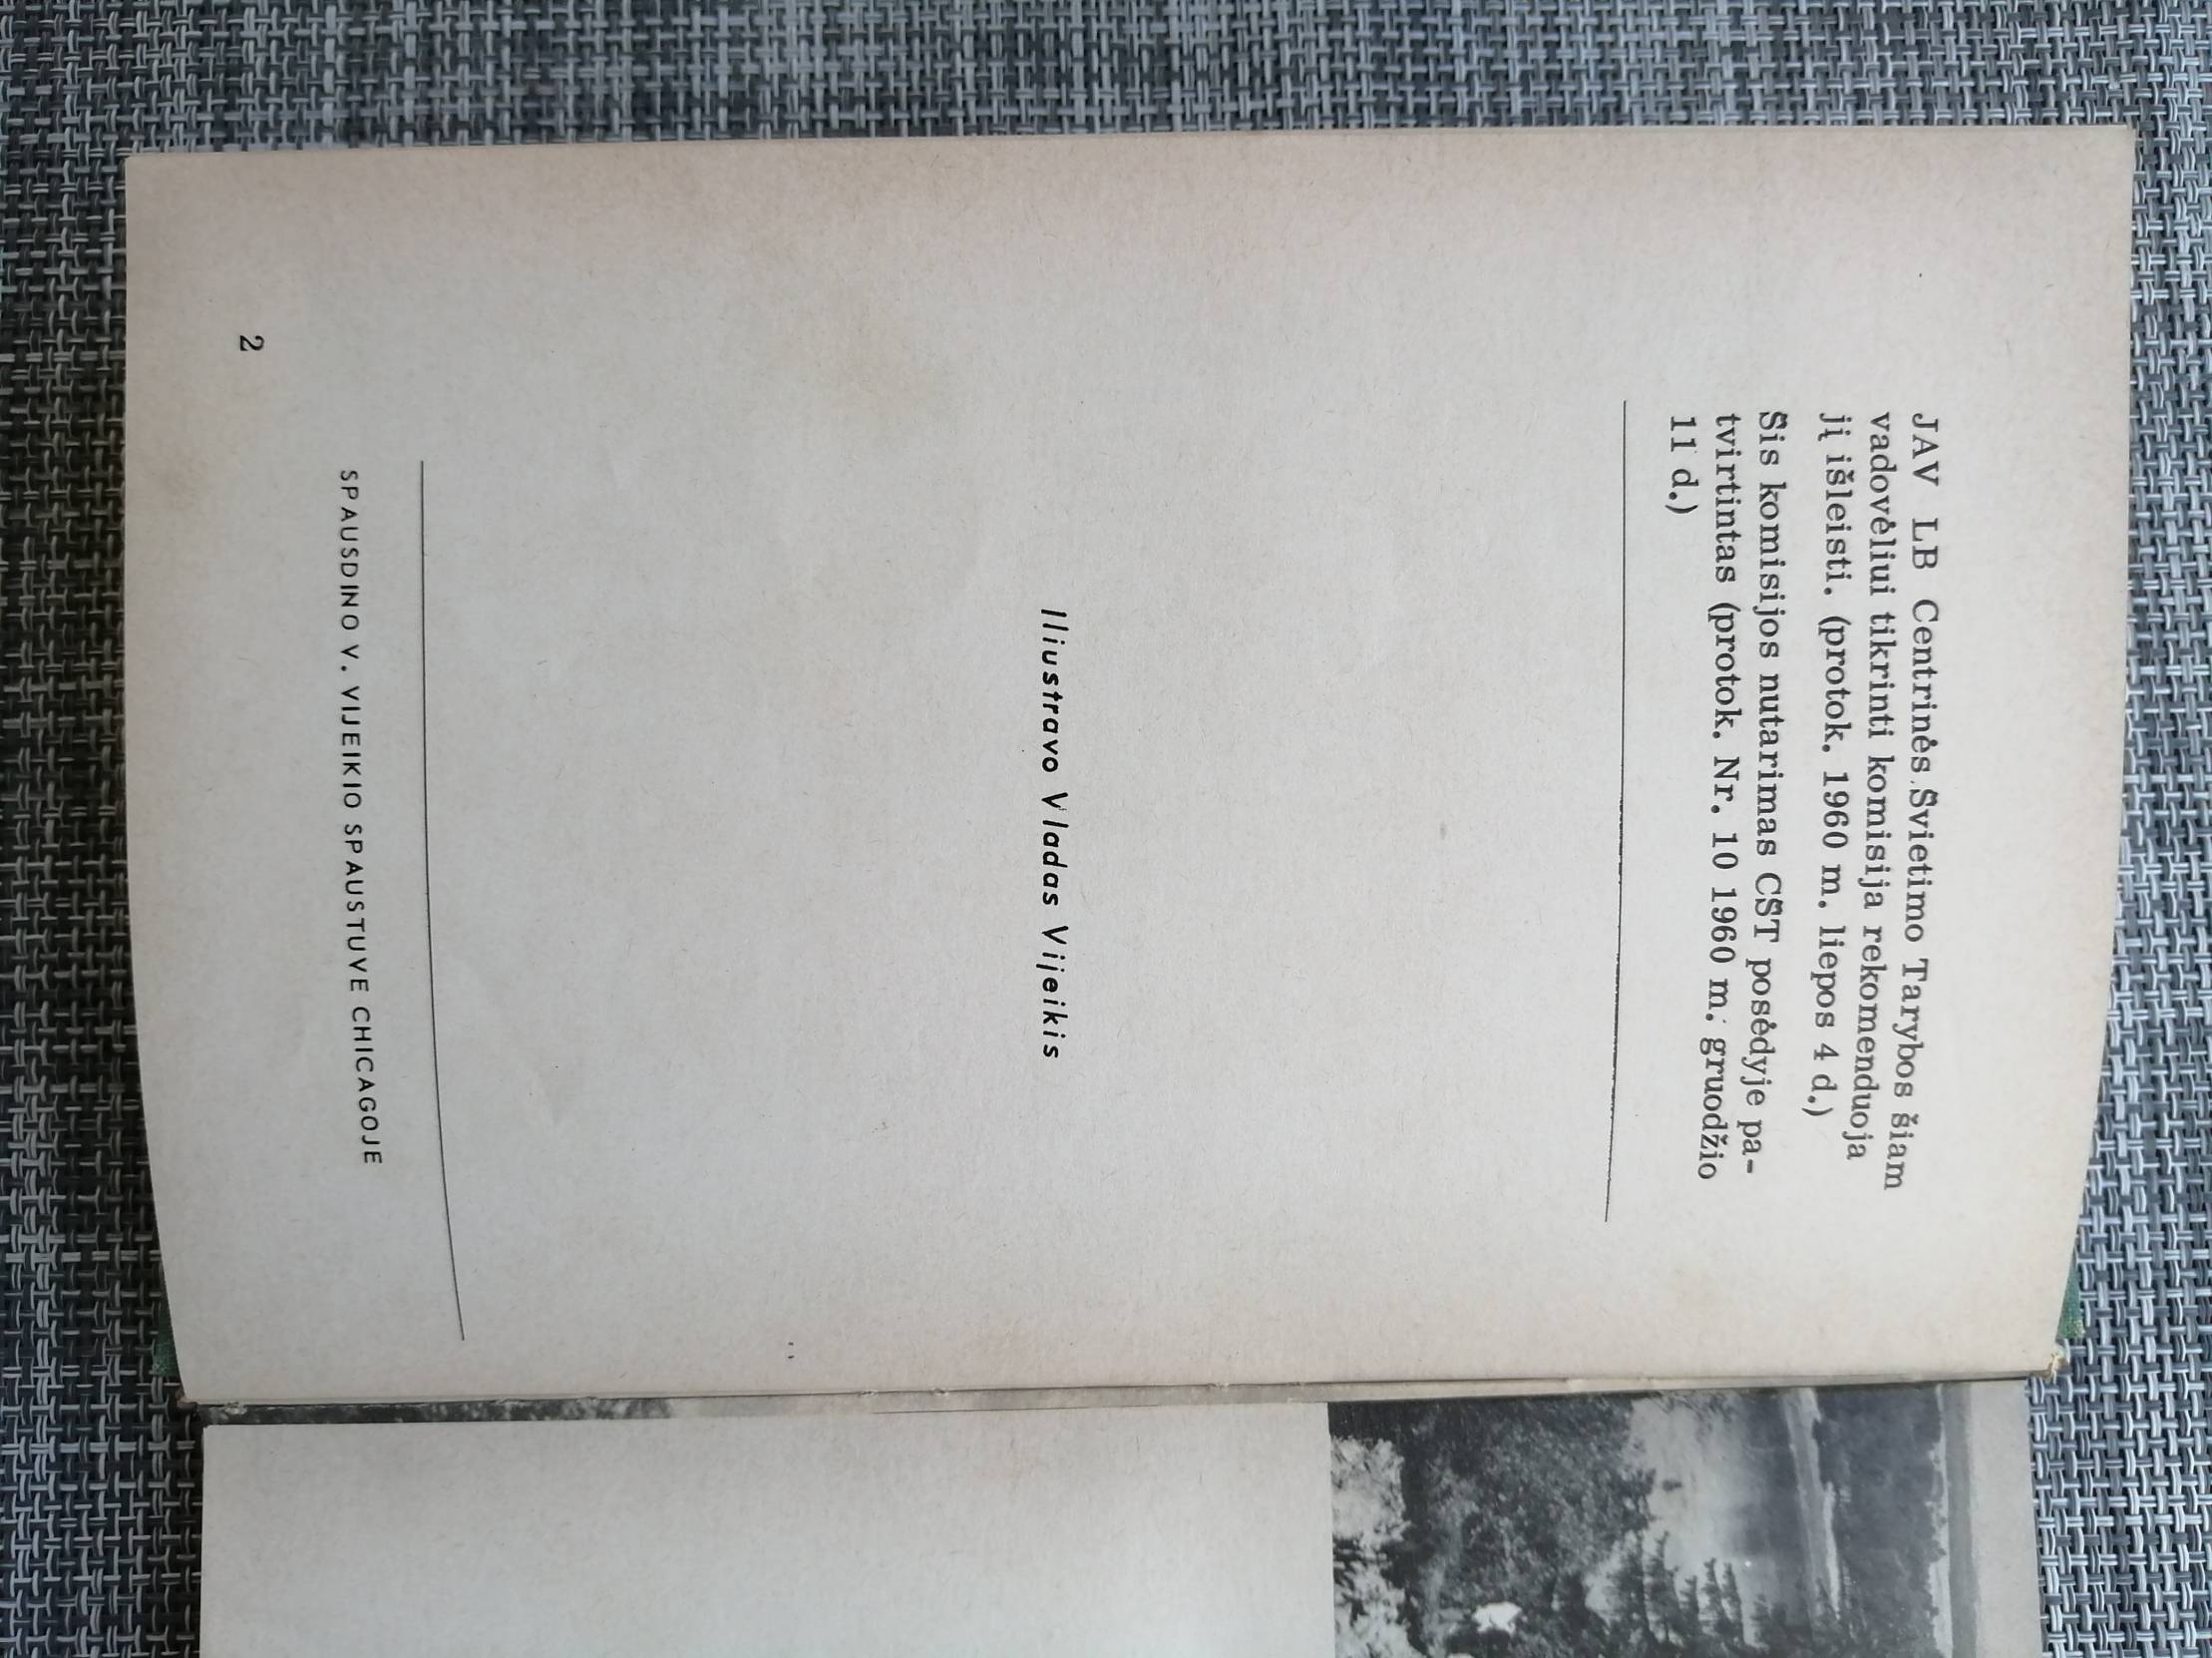 JAV LB Centrinės Švietimo Tarybos šiam
vadovėliui tikrinti komisija rekomenduoja
jį išleisti. (protok. 1960 m. liepos 4 d.)
Šis komisijos nutarimas CŠT posėdyje pa-
tvirtintas (protok. Nr. 10 1960 m. gruodžio
11 d.)
Iliustravo Vladas Vijeikis
SPAUSDINO V. VIJEIKIO SPAUSTUVE CHICAGOJE
2